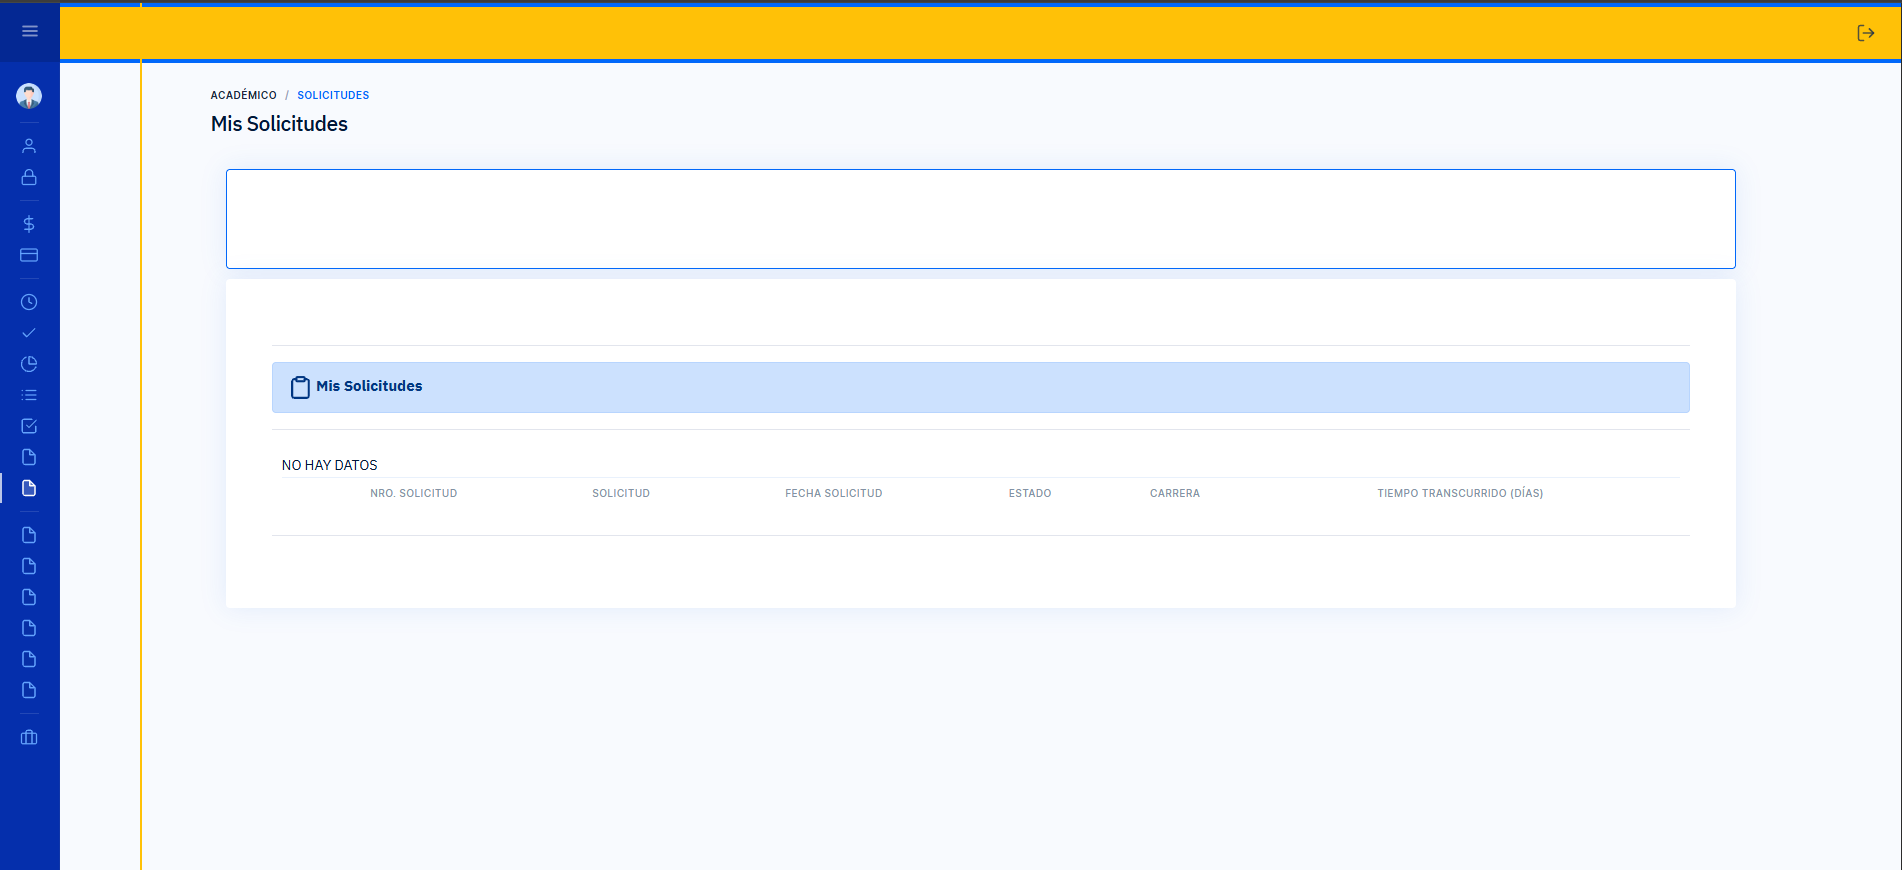 ACADÉMICO / SOLICITUDES
Mis Solicitudes
Mis Solicitudes
NO HAY DATOS
NRO. SOLICITUD SOLICITUD FECHA SOLICITUD ESTADO CARRERA TIEMPO TRANSCURRIDO (DÍAS)